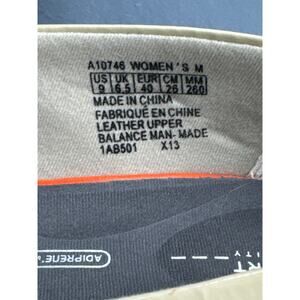 A10746 WOMEN'S M
US UK EUR CM MM
9 6.5 40 26 260
MADE IN CHINA
FABRIQUÉ EN CHINE
LEATHER UPPER
BALANCE MAN-MADE
1AB501 X13
ADIPRENE